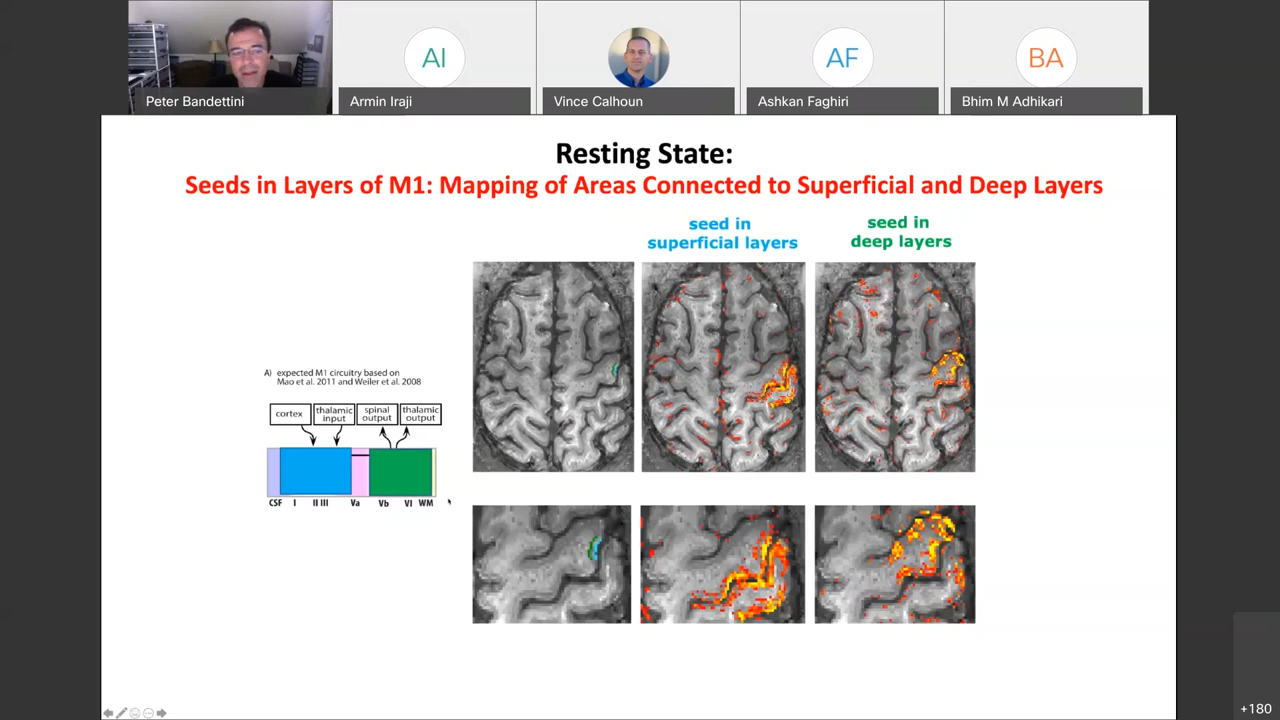 AI
AF
BA
Peter Bandettini
Armin Iraji
Vince Calhoun
Ashkan Faghiri
Bhim M Adhikari
Resting State:
Seeds in Layers of M1: Mapping of Areas Connected to Superficial and Deep Layers
seed in
superficial layers
seed in
deep layers
A) expected M1 circuitry based on
Mao et al. 2011 and Weiler et al. 2008
cortex
thalamic
input
spinal
output
thalamic
output
CSF I II III Va Vb VI WM
+180